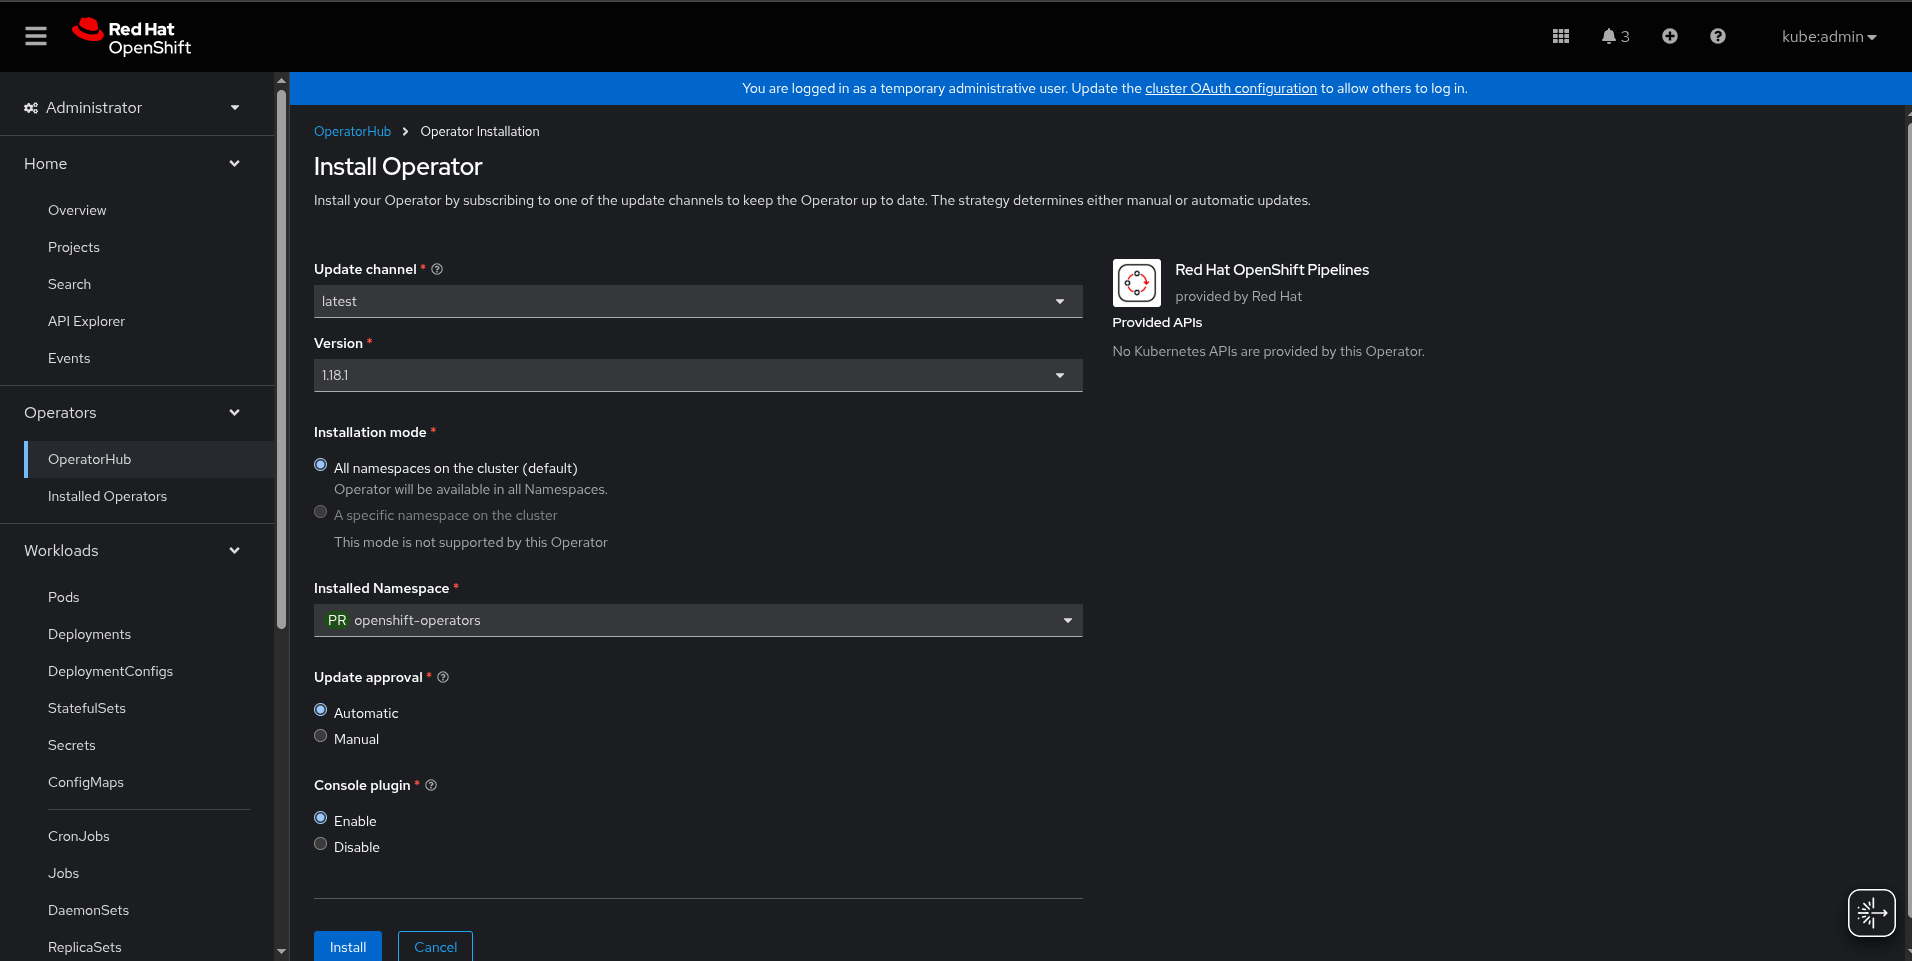 Red Hat
OpenShift
3
kube:admin
Administrator
Home
Overview
Projects
Search
API Explorer
Events
Operators
OperatorHub
Installed Operators
Workloads
Pods
Deployments
DeploymentConfigs
StatefulSets
Secrets
ConfigMaps
CronJobs
Jobs
DaemonSets
ReplicaSets
You are logged in as a temporary administrative user. Update the cluster OAuth configuration to allow others to log in.
OperatorHub > Operator Installation
Install Operator
Install your Operator by subscribing to one of the update channels to keep the Operator up to date. The strategy determines either manual or automatic updates.
Update channel *
latest
Version *
1.18.1
Installation mode *
All namespaces on the cluster (default)
Operator will be available in all Namespaces.
A specific namespace on the cluster
This mode is not supported by this Operator
Installed Namespace *
PR openshift-operators
Update approval *
Automatic
Manual
Console plugin *
Enable
Disable
Install
Cancel
Red Hat OpenShift Pipelines
provided by Red Hat
Provided APIs
No Kubernetes APIs are provided by this Operator.